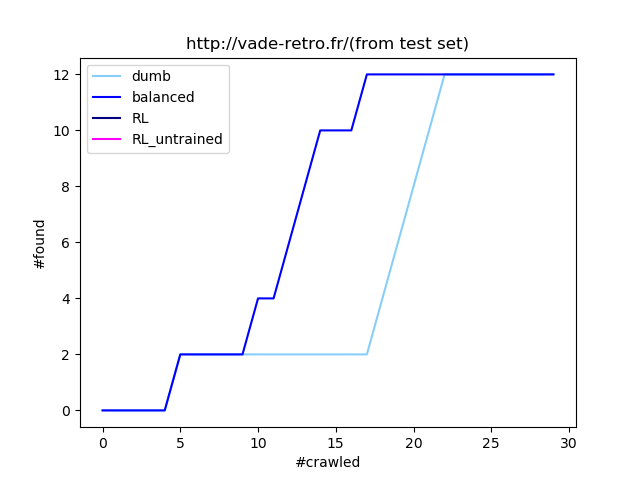 http://vade-retro.fr/(from test set)
dumb
balanced
RL
RL_untrained
12
10
8
6
4
2
0
#found
0 5 10 15 20 25 30
#crawled